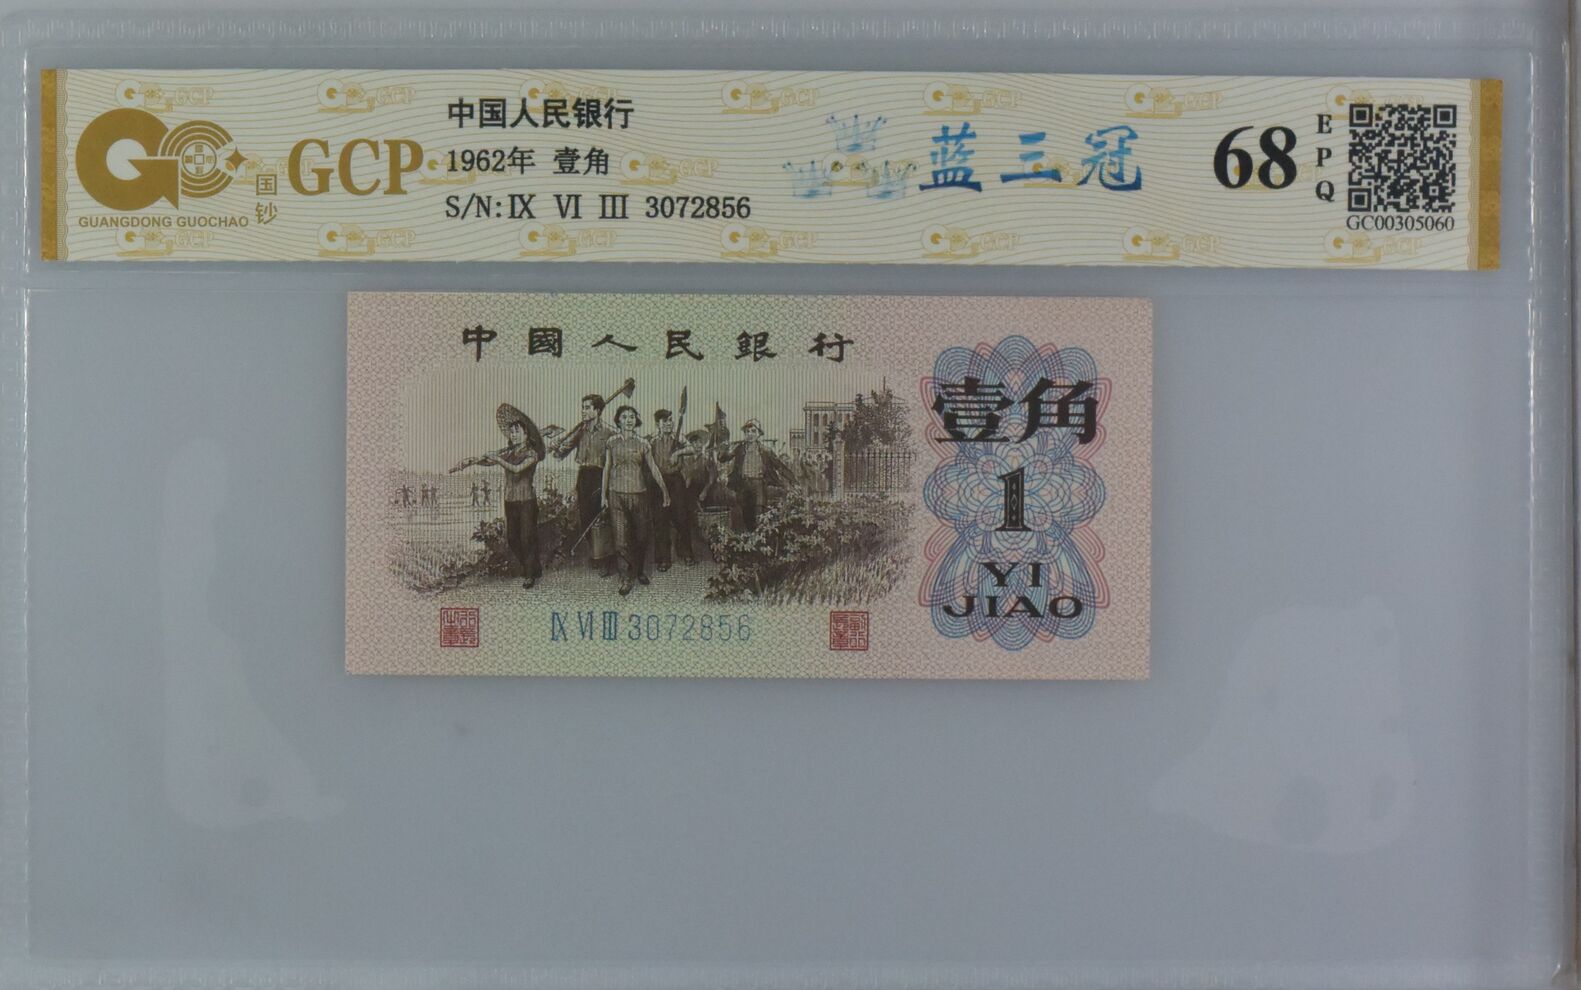 中国人民银行
1962年 壹角
S/N: Ⅸ Ⅵ Ⅲ 3072856
国钞
GCP
GUANGDONG GUOCHAO
蓝三冠
68
EPQ
GC00305060
中國人民銀行
壹角
1
YI
JIAO
Ⅸ Ⅵ Ⅲ 3072856